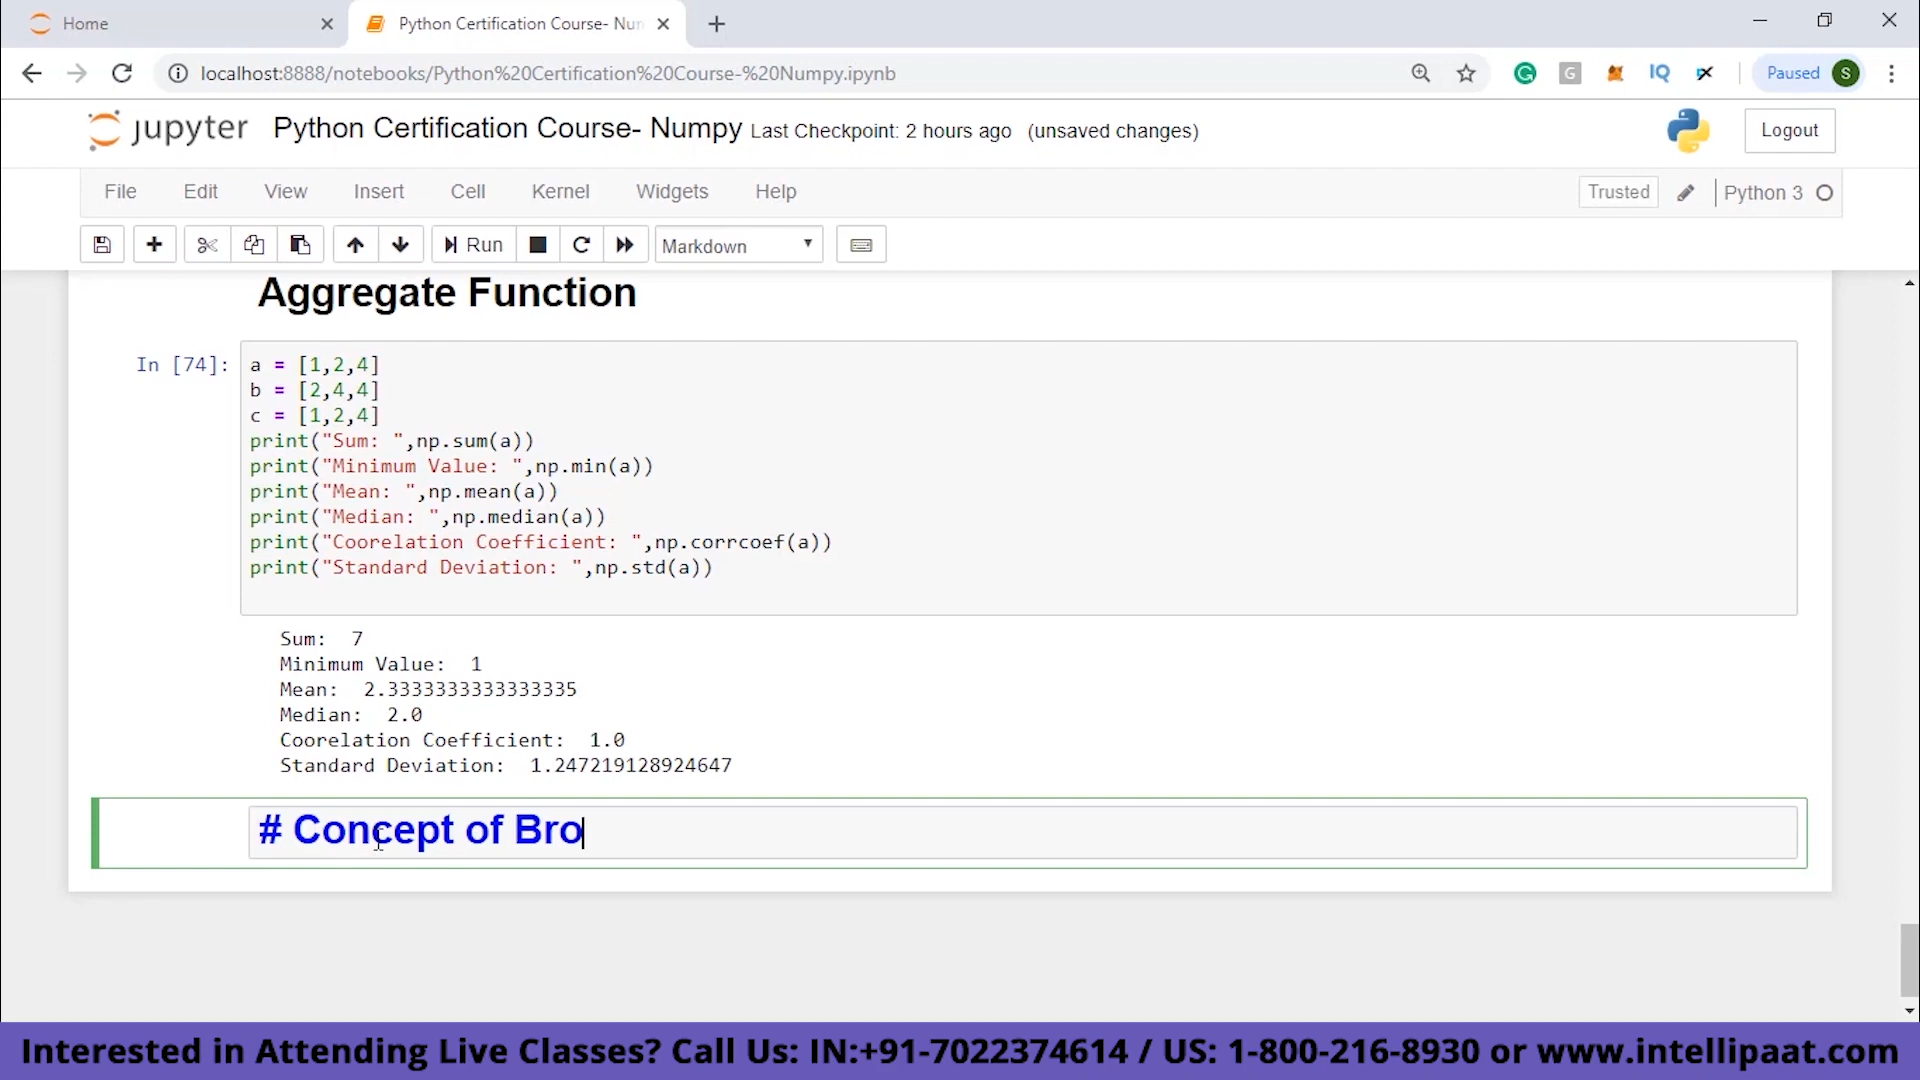 Home
Python Certification Course- Num
localhost:8888/notebooks/Python%20Certification%20Course-%20Numpy.ipynb
G
G
IQ
Paused
S
jupyter
Python Certification Course- Numpy
Last Checkpoint: 2 hours ago
(unsaved changes)
Logout
File
Edit
View
Insert
Cell
Kernel
Widgets
Help
Trusted
Python 3
Run
Markdown
Aggregate Function
In [74]:
a = [1,2,4]
b = [2,4,4]
c = [1,2,4]
print("Sum: ",np.sum(a))
print("Minimum Value: ",np.min(a))
print("Mean: ",np.mean(a))
print("Median: ",np.median(a))
print("Coorelation Coefficient: ",np.corrcoef(a))
print("Standard Deviation: ",np.std(a))
Sum:  7
Minimum Value:  1
Mean:  2.3333333333333335
Median:  2.0
Coorelation Coefficient:  1.0
Standard Deviation:  1.247219128924647
# Concept of Bro
Interested in Attending Live Classes? Call Us: IN:+91-7022374614 / US: 1-800-216-8930 or www.intellipaat.com